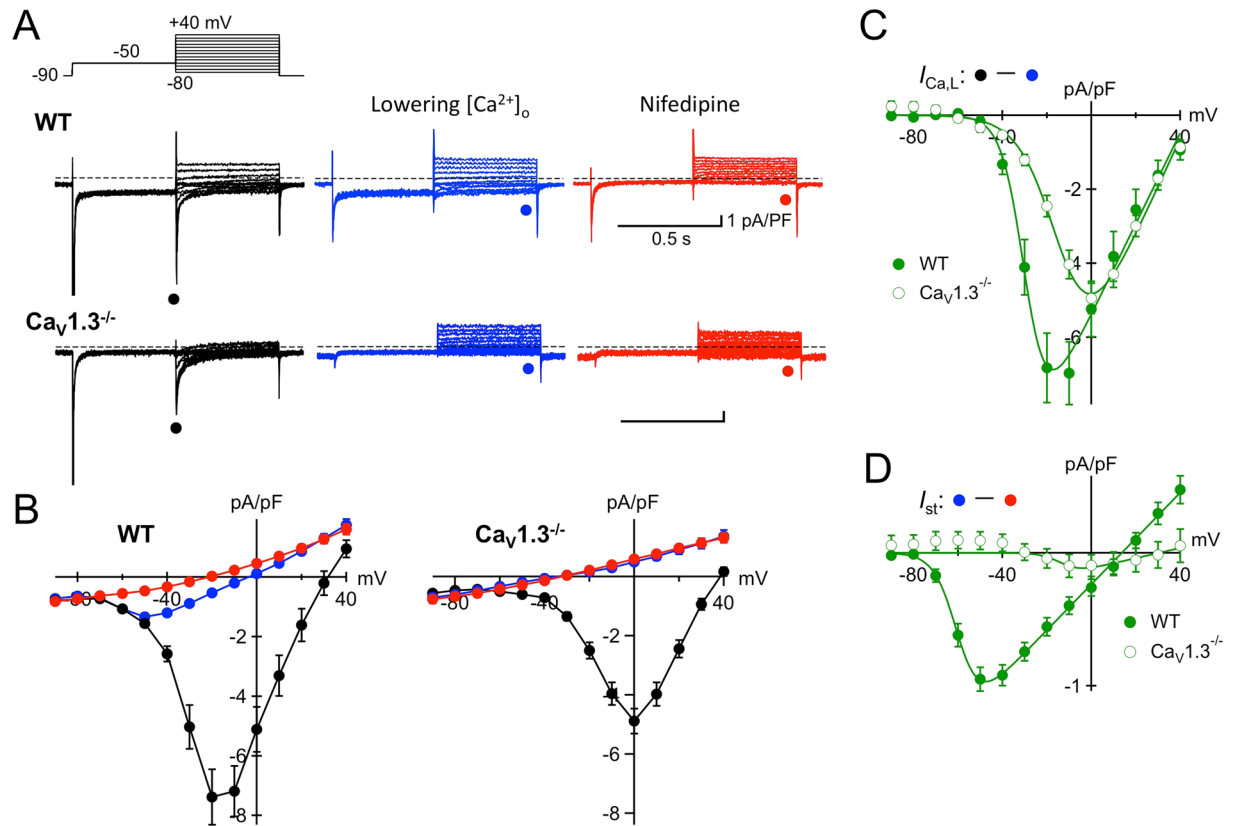 A
+40 mV
-50
-90
-80
Lowering [Ca²⁺]ₒ
Nifedipine
WT
1 pA/PF
0.5 s
CaV1.3-/-
B
WT
pA/pF
mV
-80
-40
40
-2
-4
-6
-8
CaV1.3-/-
pA/pF
mV
-80
-40
40
-2
-4
-6
-8
C
ICa,L: ● — ●
pA/pF
mV
-80
-40
40
-2
-4
-6
WT
CaV1.3-/-
D
pA/pF
Ist: ● — ●
mV
-80
-40
40
-1
WT
CaV1.3-/-